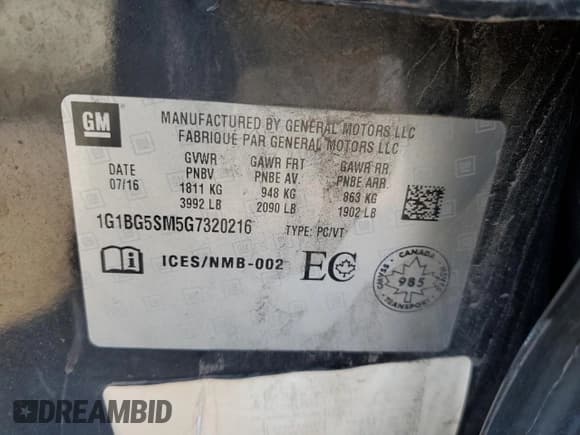 GM
MANUFACTURED BY GENERAL MOTORS LLC
FABRIQUÉ PAR GENERAL MOTORS LLC
DATE
07/16
GVWR
PNBV
1811 KG
3992 LB
GAWR FRT
PNBE AV.
948 KG
2090 LB
GAWR RR
PNBE ARR.
863 KG
1902 LB
1G1BG5SM5G7320216 TYPE: PC/VT
i ICES/NMB-002 EC
CANADA
985
TRANSPORT
DREAMBID